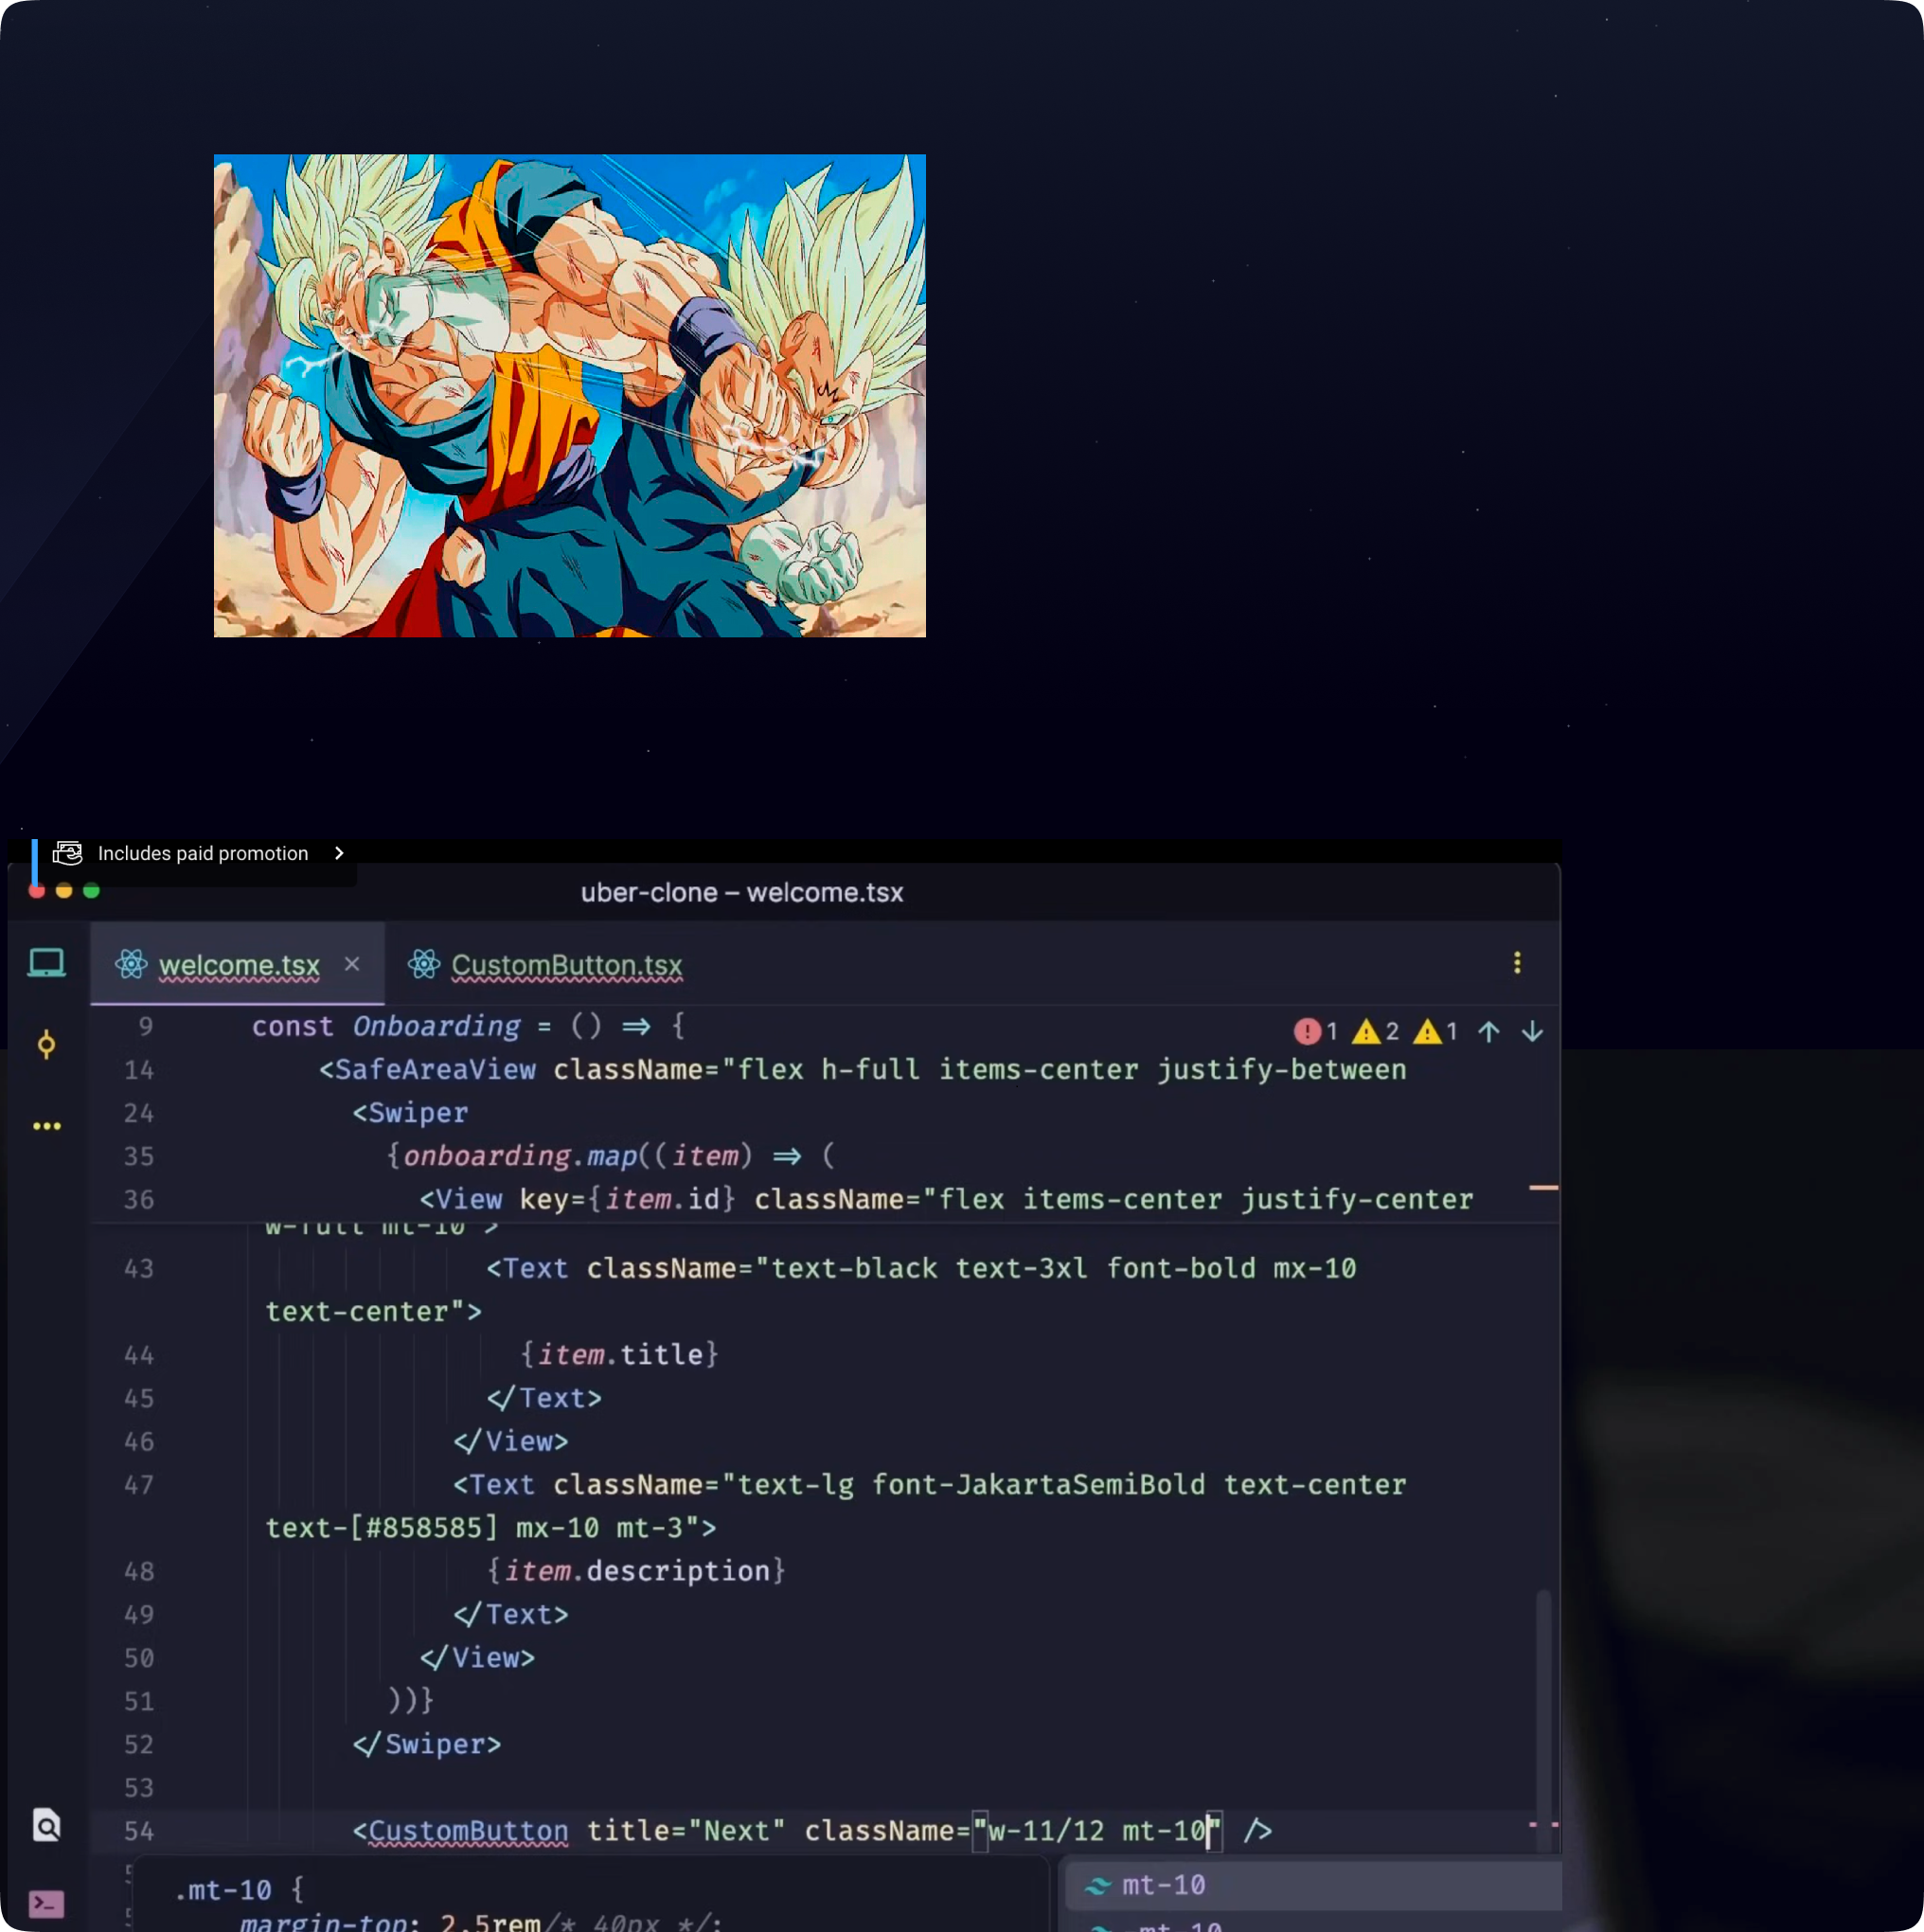 Includes paid promotion
uber-clone – welcome.tsx
welcome.tsx × CustomButton.tsx
9 const Onboarding = () => { 1 2 1
14 <SafeAreaView className="flex h-full items-center justify-between
24 <Swiper
35 {onboarding.map((item) => (
36 <View key={item.id} className="flex items-center justify-center
w-full mt-10">
43 <Text className="text-black text-3xl font-bold mx-10
text-center">
44 {item.title}
45 </Text>
46 </View>
47 <Text className="text-lg font-JakartaSemiBold text-center
text-[#858585] mx-10 mt-3">
48 {item.description}
49 </Text>
50 </View>
51 ))}
52 </Swiper>
53
54 <CustomButton title="Next" className="w-11/12 mt-10" />
.mt-10 {
margin-top: 2.5rem/* 40px */;
mt-10
-mt-10